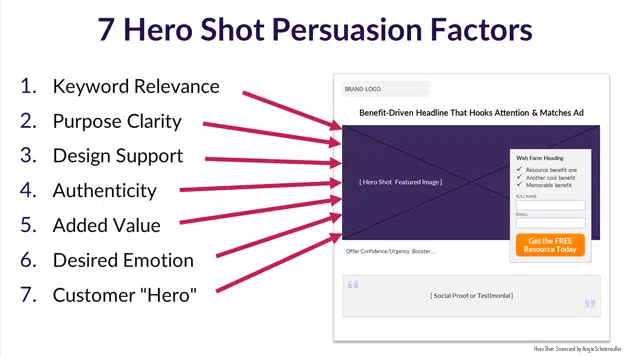 7 Hero Shot Persuasion Factors
1. Keyword Relevance
2. Purpose Clarity
3. Design Support
4. Authenticity
5. Added Value
6. Desired Emotion
7. Customer "Hero"
BRAND LOGO
Benefit-Driven Headline That Hooks Attention & Matches Ad
[ Hero Shot Featured Image ]
Web Form Heading
✓ Resource benefit one
✓ Another cool benefit
✓ Memorable benefit
FULL NAME
EMAIL
Get the FREE
Resource Today
Offer Confidence/Urgency Booster...
[ Social Proof or Testimonial ]
Hero Shot Scorecard by Angie Schottmuller